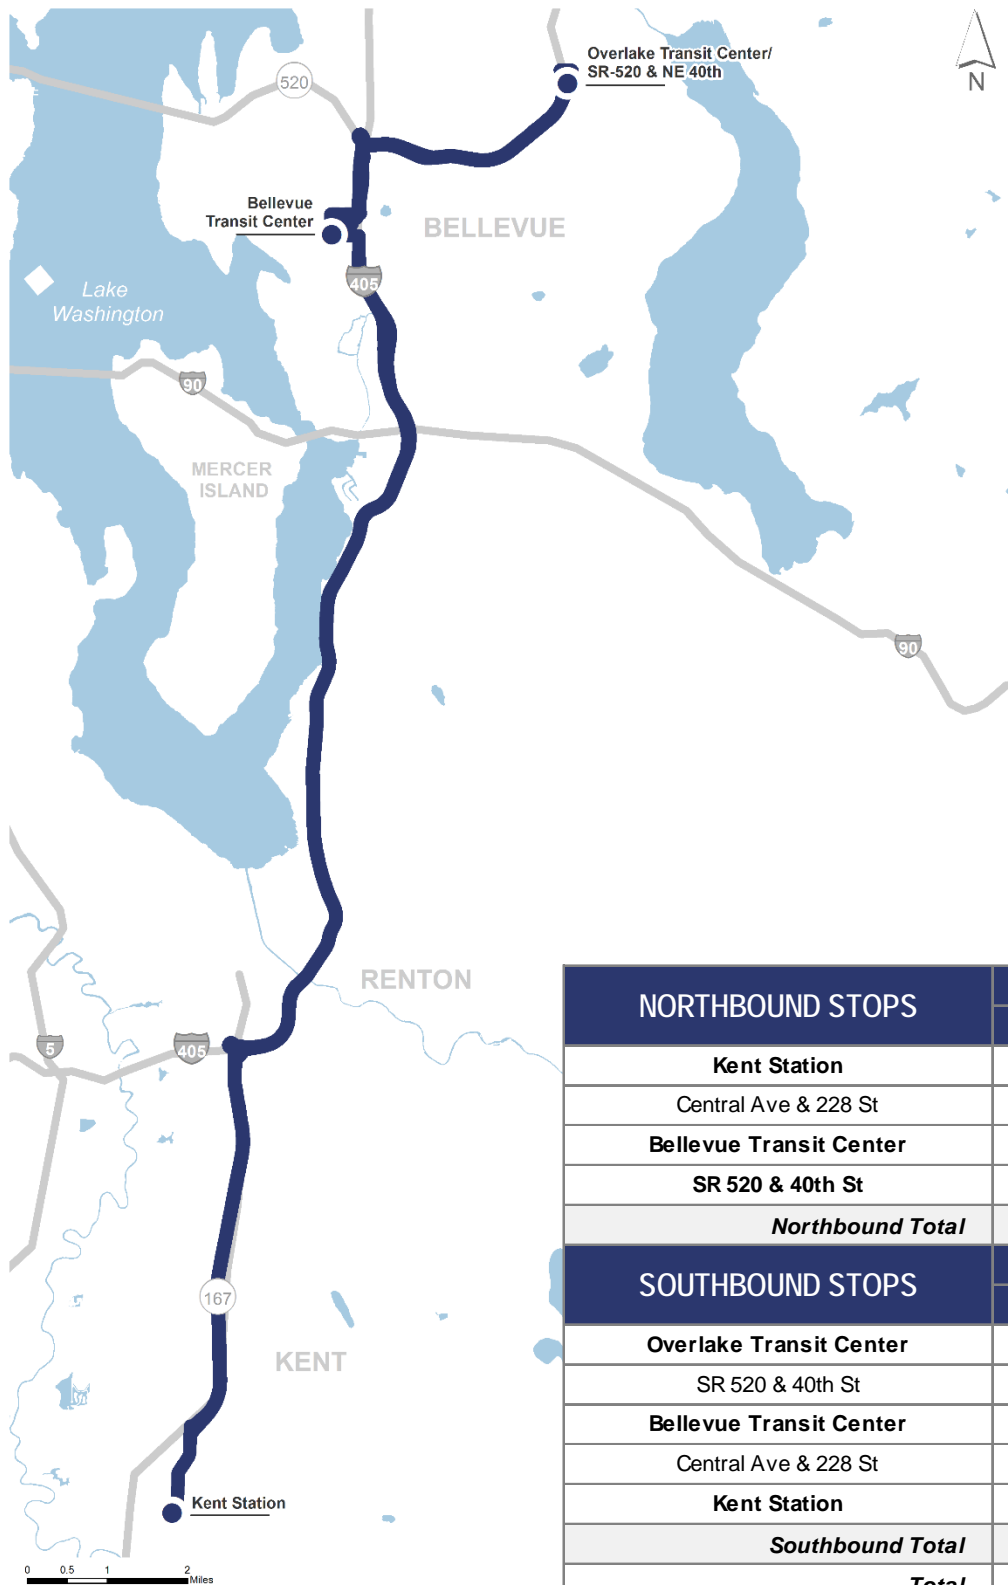 Overlake Transit Center/
SR-520 & NE 40th
N
520
Bellevue
Transit Center
BELLEVUE
405
Lake
Washington
90
MERCER
ISLAND
90
RENTON
5
405
167
KENT
Kent Station
0 0.5 1 2
Miles
NORTHBOUND STOPS
Kent Station
Central Ave & 228 St
Bellevue Transit Center
SR 520 & 40th St
Northbound Total
SOUTHBOUND STOPS
Overlake Transit Center
SR 520 & 40th St
Bellevue Transit Center
Central Ave & 228 St
Kent Station
Southbound Total
Total